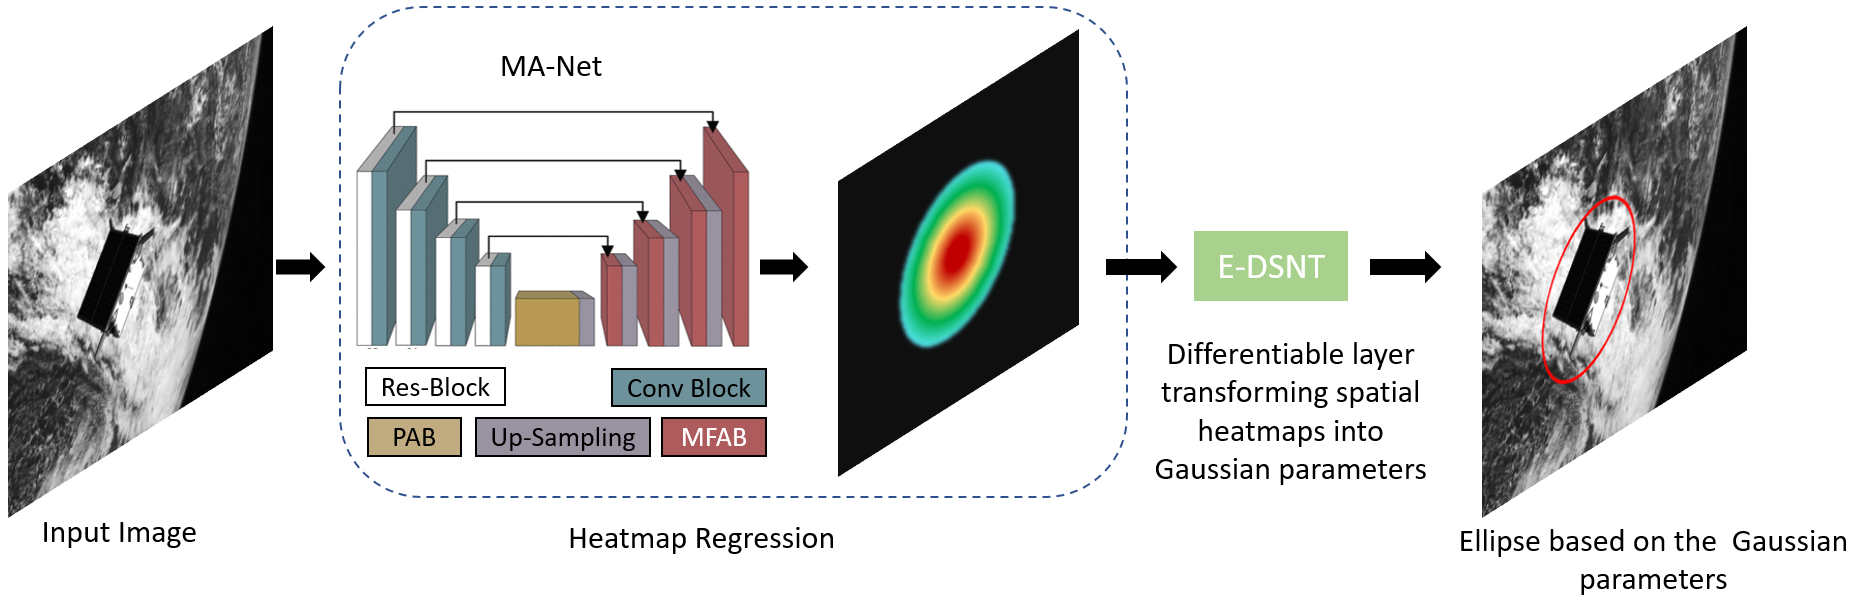 MA-Net
Res-Block
Conv Block
PAB
Up-Sampling
MFAB
Input Image
Heatmap Regression
E-DSNT
Differentiable layer
transforming spatial
heatmaps into
Gaussian parameters
Ellipse based on the  Gaussian
parameters